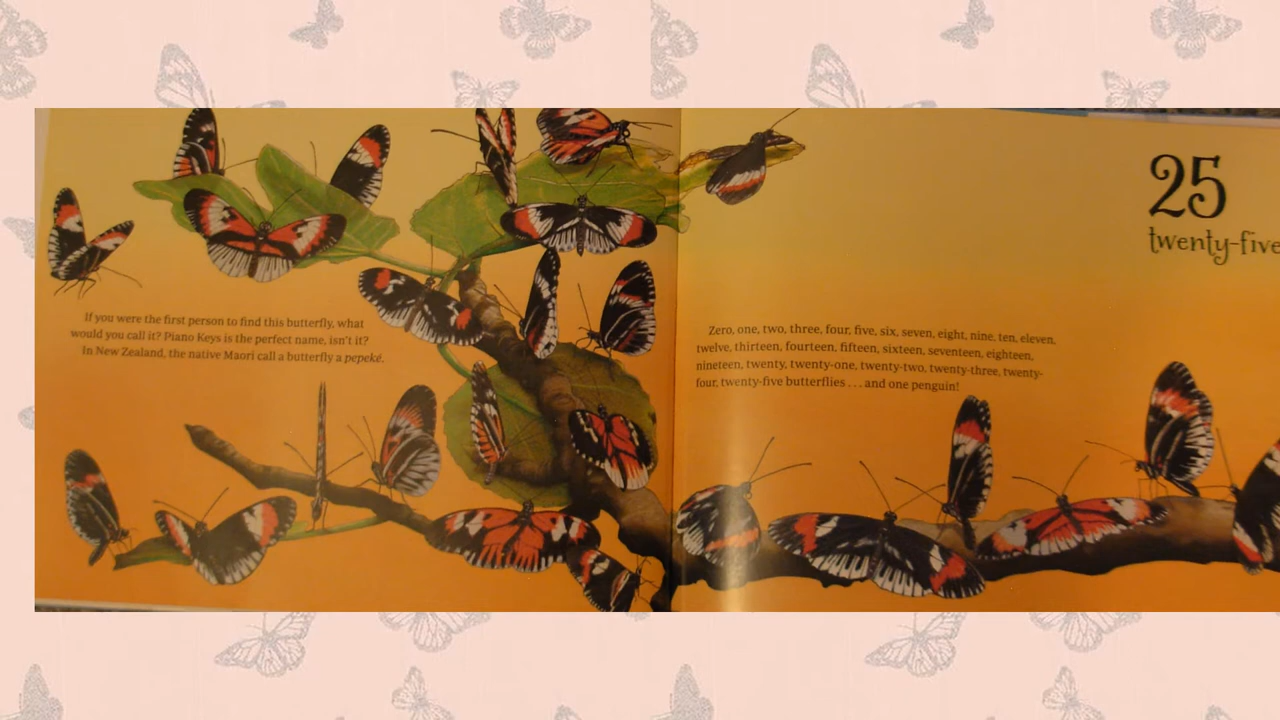 If you were the first person to find this butterfly, what
would you call it? Piano Keys is the perfect name, isn't it?
In New Zealand, the native Maori call a butterfly a pepeké.
25
twenty-five
Zero, one, two, three, four, five, six, seven, eight, nine, ten, eleven,
twelve, thirteen, fourteen, fifteen, sixteen, seventeen, eighteen,
nineteen, twenty, twenty-one, twenty-two, twenty-three, twenty-
four, twenty-five butterflies . . . and one penguin!